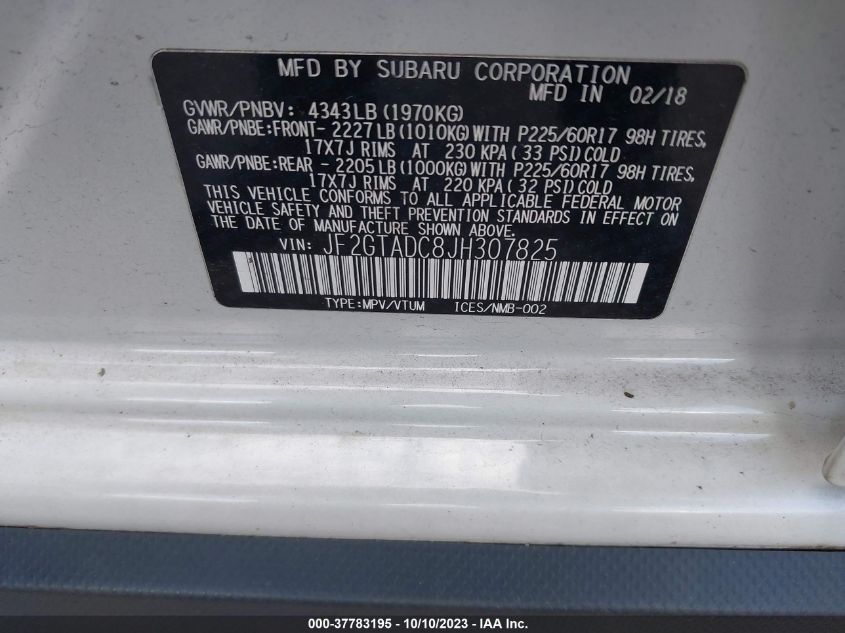 MFD BY SUBARU CORPORATION
MFD IN 02/18
GVWR/PNBV: 4343LB (1970KG)
GAWR/PNBE:FRONT- 2227 LB(1010KG)WITH P225/60R17 98H TIRES,
17X7J RIMS AT 230 KPA( 33 PSI)COLD
GAWR/PNBE:REAR - 2205 LB(1000KG)WITH P225/60R17 98H TIRES,
17X7J RIMS AT 220 KPA( 32 PSI)COLD
THIS VEHICLE CONFORMS TO ALL APPLICABLE FEDERAL MOTOR
VEHICLE SAFETY AND THEFT PREVENTION STANDARDS IN EFFECT ON
THE DATE OF MANUFACTURE SHOWN ABOVE.
VIN: JF2GTADC8JH307825
TYPE:MPV/VTUM ICES/NMB-002
000-37783195 - 10/10/2023 - IAA Inc.